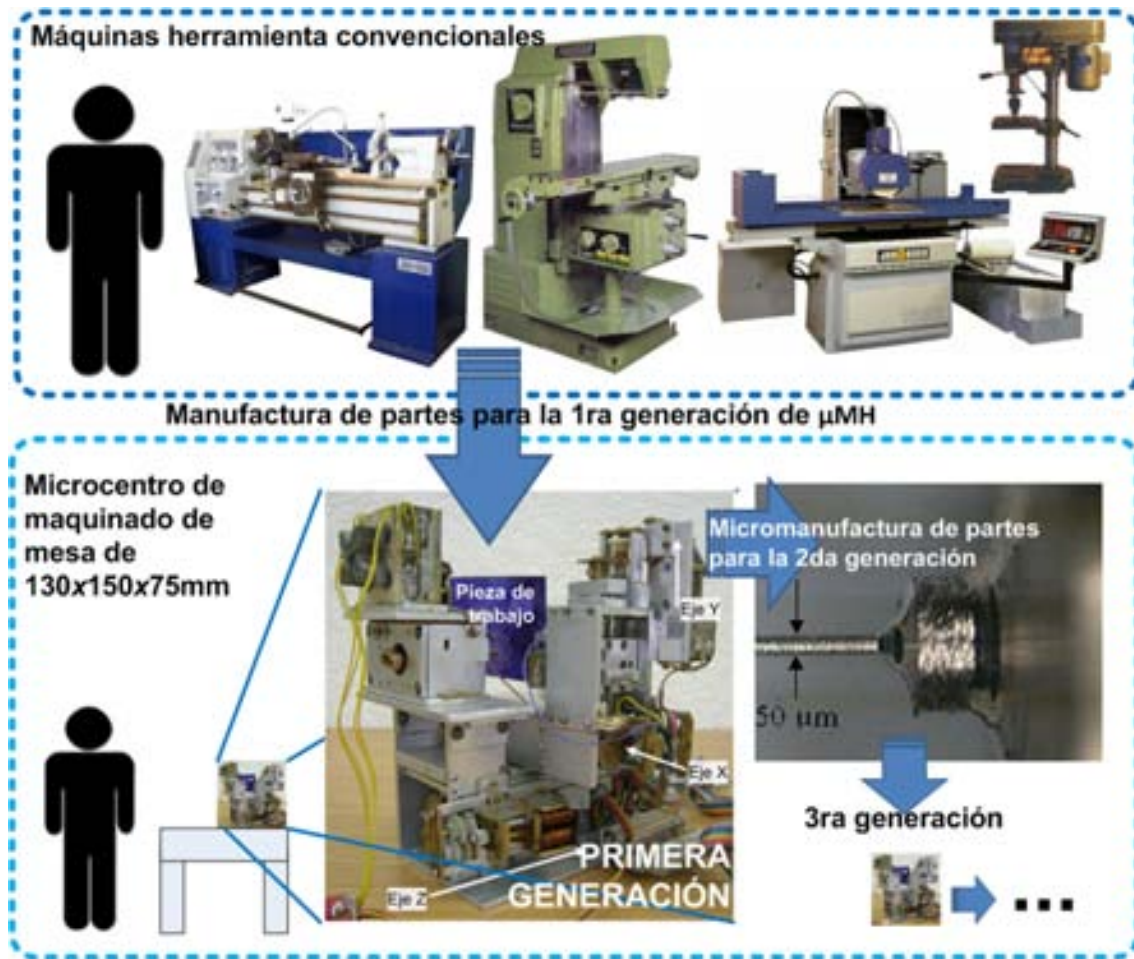 Máquinas herramienta convencionales
Manufactura de partes para la 1ra generación de µMH
Microcentro de
maquinado de
mesa de
130x150x75mm
Pieza de
trabajo
Eje Y
Eje X
Eje Z
PRIMERA
GENERACIÓN
Micromanufactura de partes
para la 2da generación
50 µm
3ra generación
...